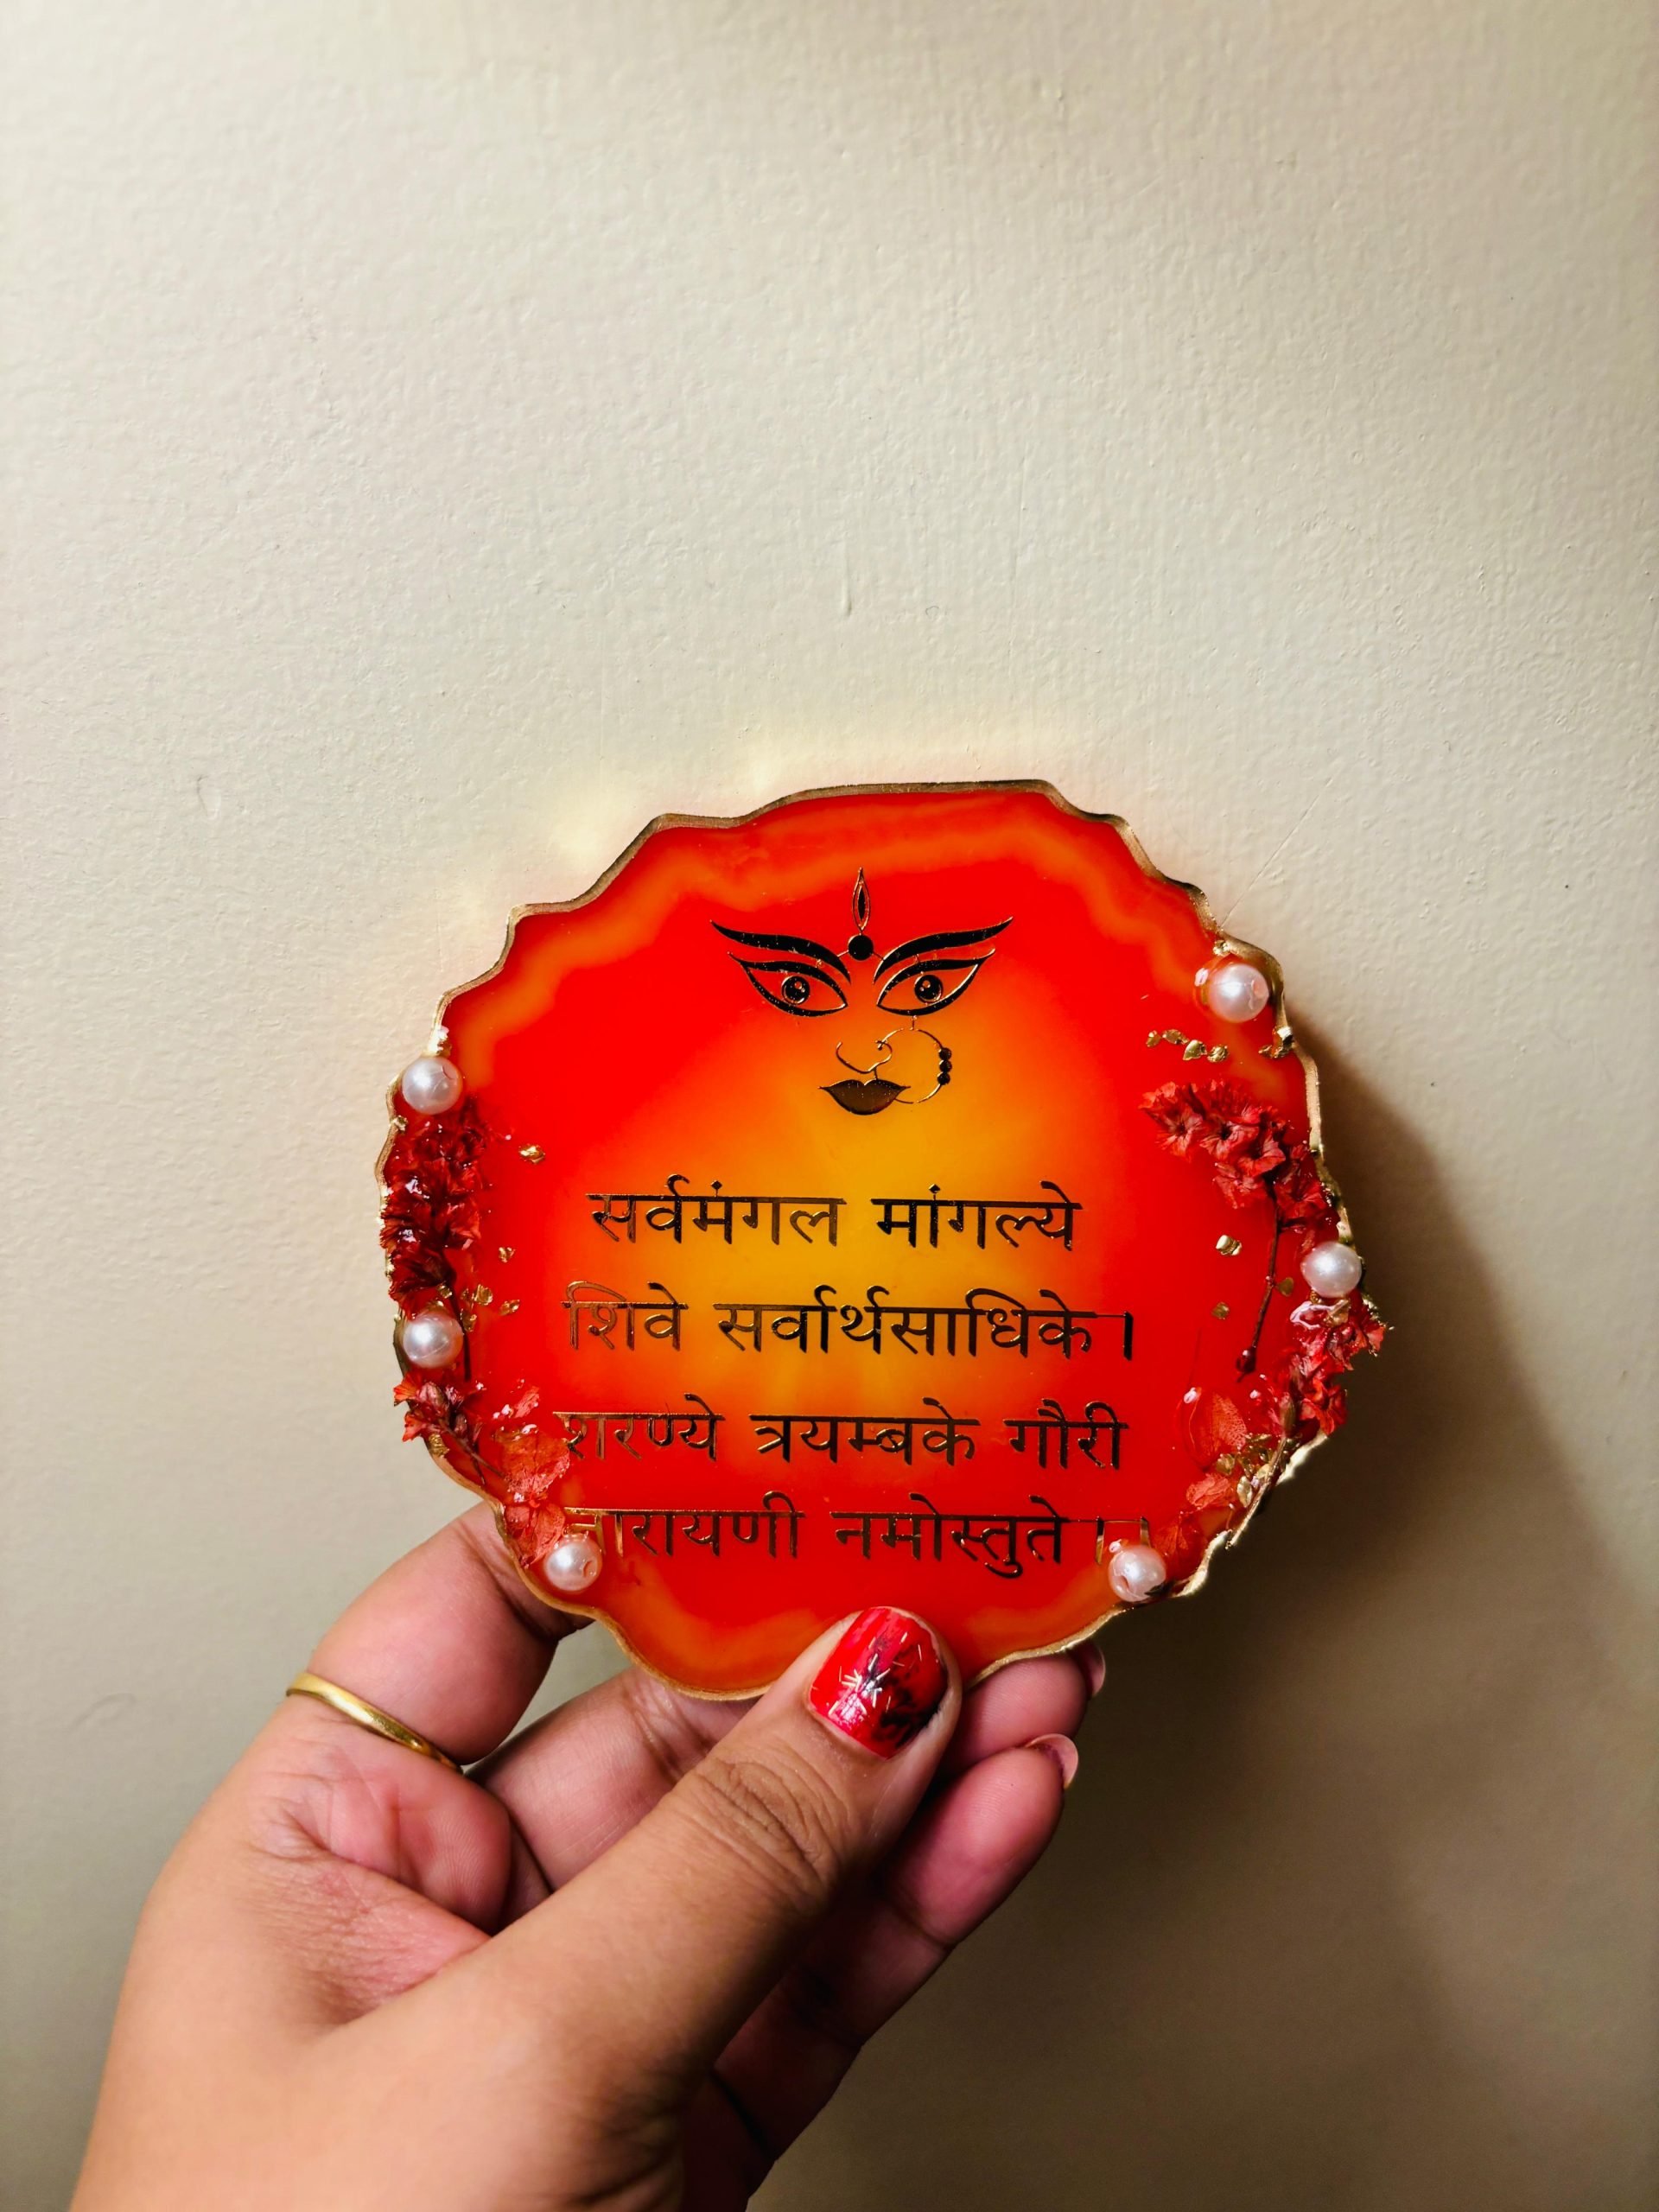 सर्वमंगल मांगल्ये
शिवे सर्वार्थसाधिके ।
शरण्ये त्रयम्बके गौरी
नारायणी नमोस्तुते ।।